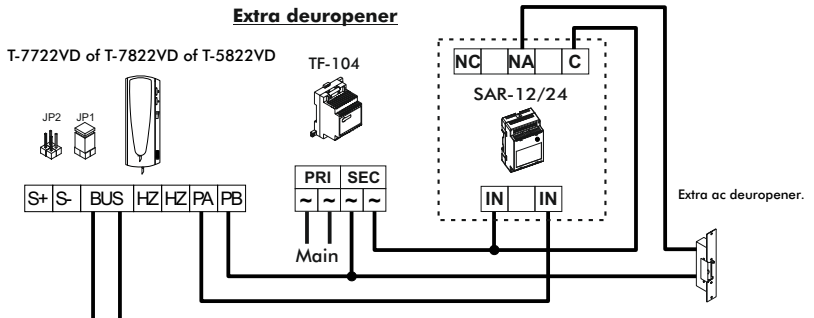 Extra deuropener
T-7722VD of T-7822VD of T-5822VD
TF-104
NC NA C
SAR-12/24
JP2 JP1
PRI SEC
S+ S- BUS HZ HZ PA PB
~ ~ ~ ~
IN IN
Extra ac deuropener.
Main